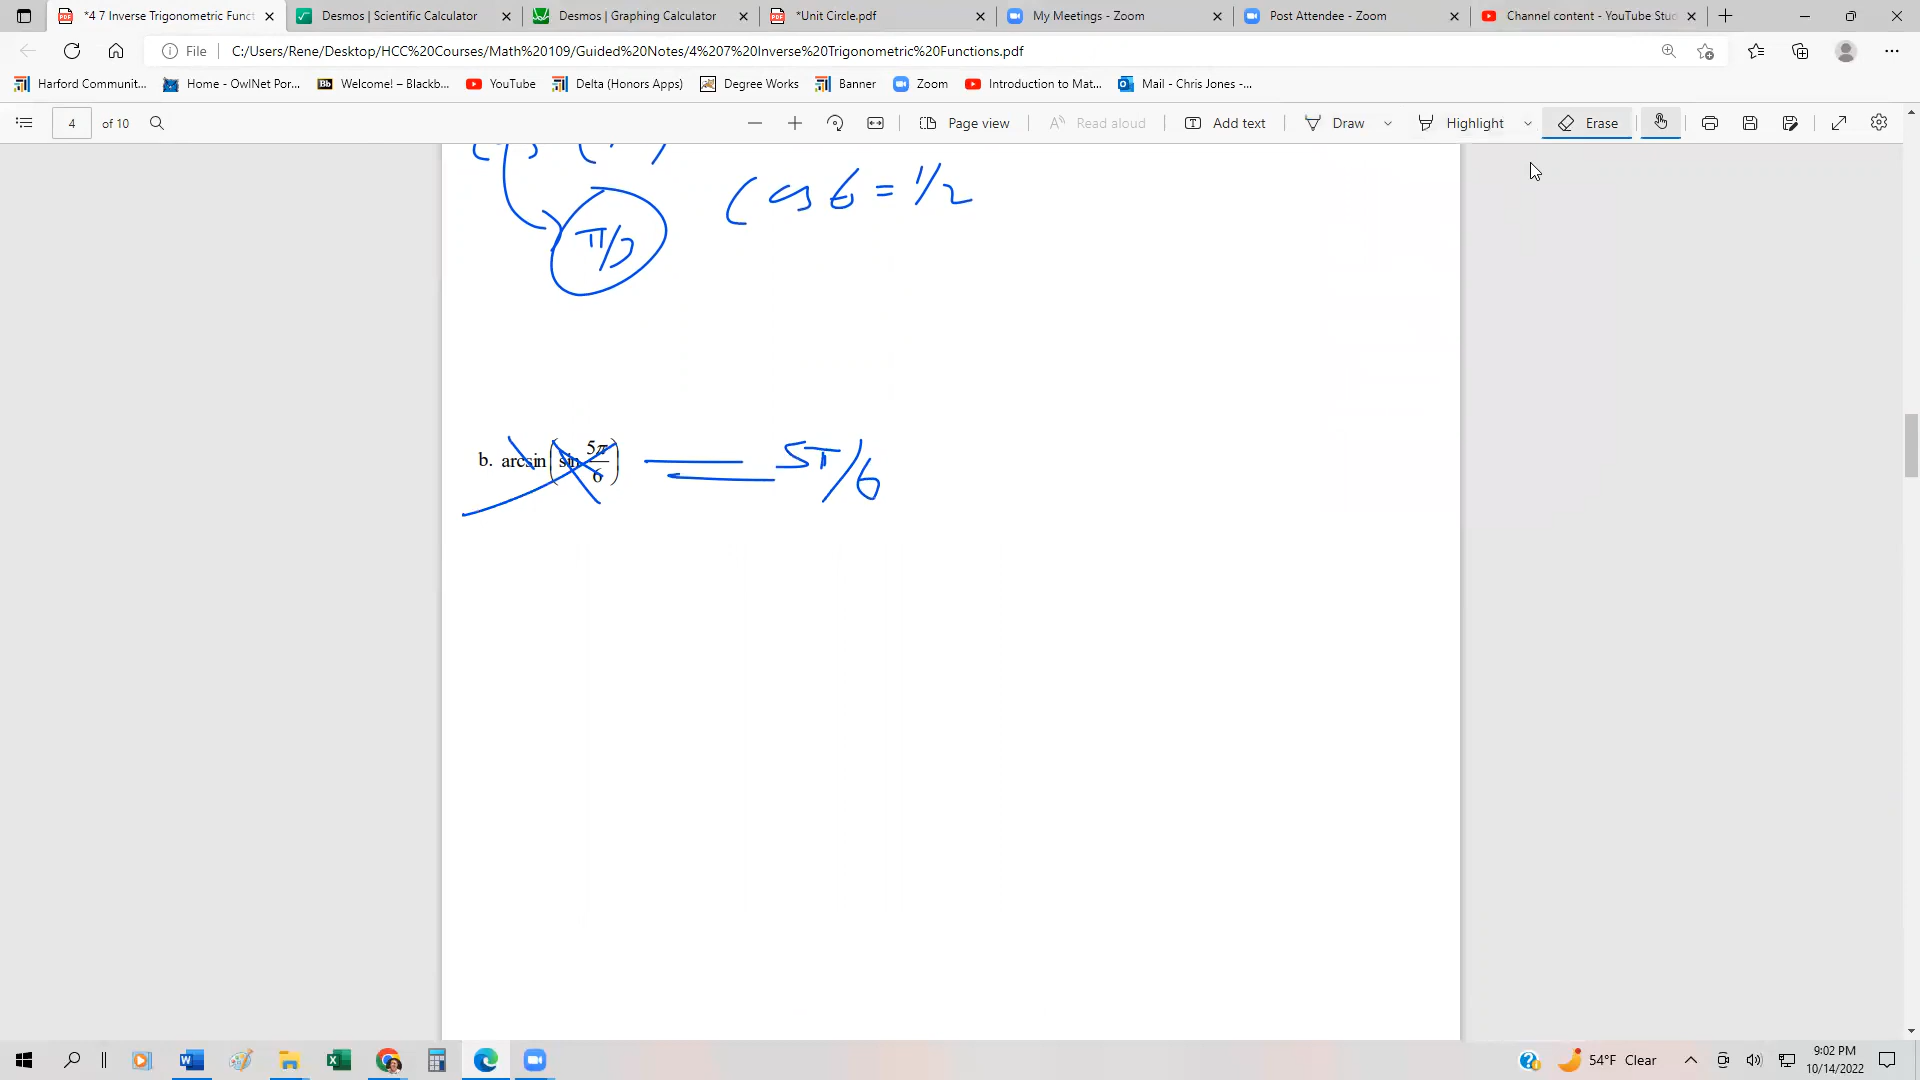 *4 7 Inverse Trigonometric Funct
Desmos | Scientific Calculator
Desmos | Graphing Calculator
*Unit Circle.pdf
My Meetings - Zoom
Post Attendee - Zoom
Channel content - YouTube Stud
File
C:/Users/Rene/Desktop/HCC%20Courses/Math%20109/Guided%20Notes/4%207%20Inverse%20Trigonometric%20Functions.pdf
Harford Communit...
Home - OwlNet Por...
Bb Welcome! – Blackb...
YouTube
Delta (Honors Apps)
Degree Works
Banner
Zoom
Introduction to Mat...
Mail - Chris Jones -...
4 of 10
Page view
Read aloud
Add text
Draw
Highlight
Erase
cos θ = 1/2
π/3
b. arcsin(sin 5π/6) = 5π/6
54°F Clear
9:02 PM
10/14/2022